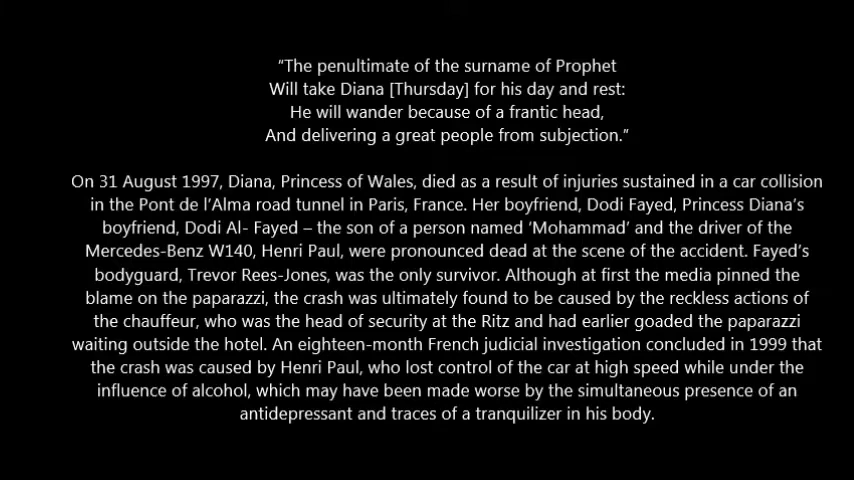 “The penultimate of the surname of Prophet
Will take Diana [Thursday] for his day and rest:
He will wander because of a frantic head,
And delivering a great people from subjection.”
On 31 August 1997, Diana, Princess of Wales, died as a result of injuries sustained in a car collision
in the Pont de l’Alma road tunnel in Paris, France. Her boyfriend, Dodi Fayed, Princess Diana’s
boyfriend, Dodi Al- Fayed – the son of a person named ‘Mohammad’ and the driver of the
Mercedes-Benz W140, Henri Paul, were pronounced dead at the scene of the accident. Fayed’s
bodyguard, Trevor Rees-Jones, was the only survivor. Although at first the media pinned the
blame on the paparazzi, the crash was ultimately found to be caused by the reckless actions of
the chauffeur, who was the head of security at the Ritz and had earlier goaded the paparazzi
waiting outside the hotel. An eighteen-month French judicial investigation concluded in 1999 that
the crash was caused by Henri Paul, who lost control of the car at high speed while under the
influence of alcohol, which may have been made worse by the simultaneous presence of an
antidepressant and traces of a tranquilizer in his body.